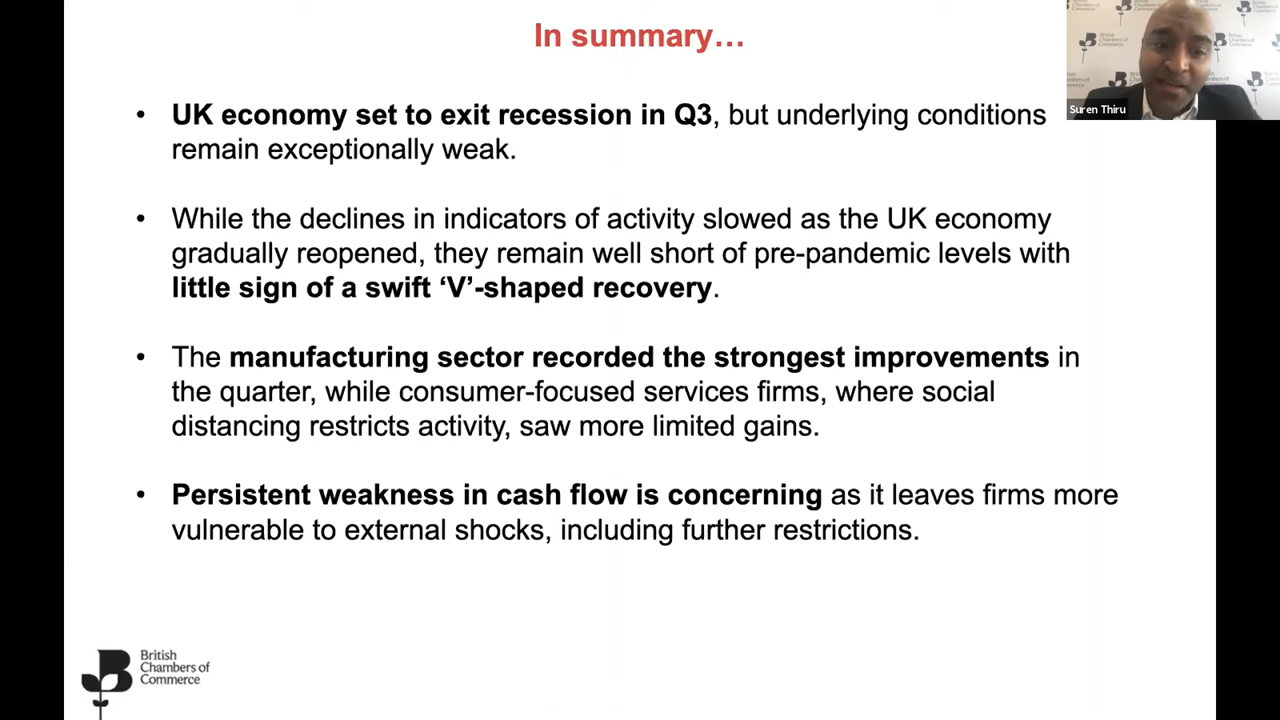 In summary…
• UK economy set to exit recession in Q3, but underlying conditions
remain exceptionally weak.
• While the declines in indicators of activity slowed as the UK economy
gradually reopened, they remain well short of pre-pandemic levels with
little sign of a swift ‘V’-shaped recovery.
• The manufacturing sector recorded the strongest improvements in
the quarter, while consumer-focused services firms, where social
distancing restricts activity, saw more limited gains.
• Persistent weakness in cash flow is concerning as it leaves firms more
vulnerable to external shocks, including further restrictions.
British
Chambers of
Commerce
Suren Thiru